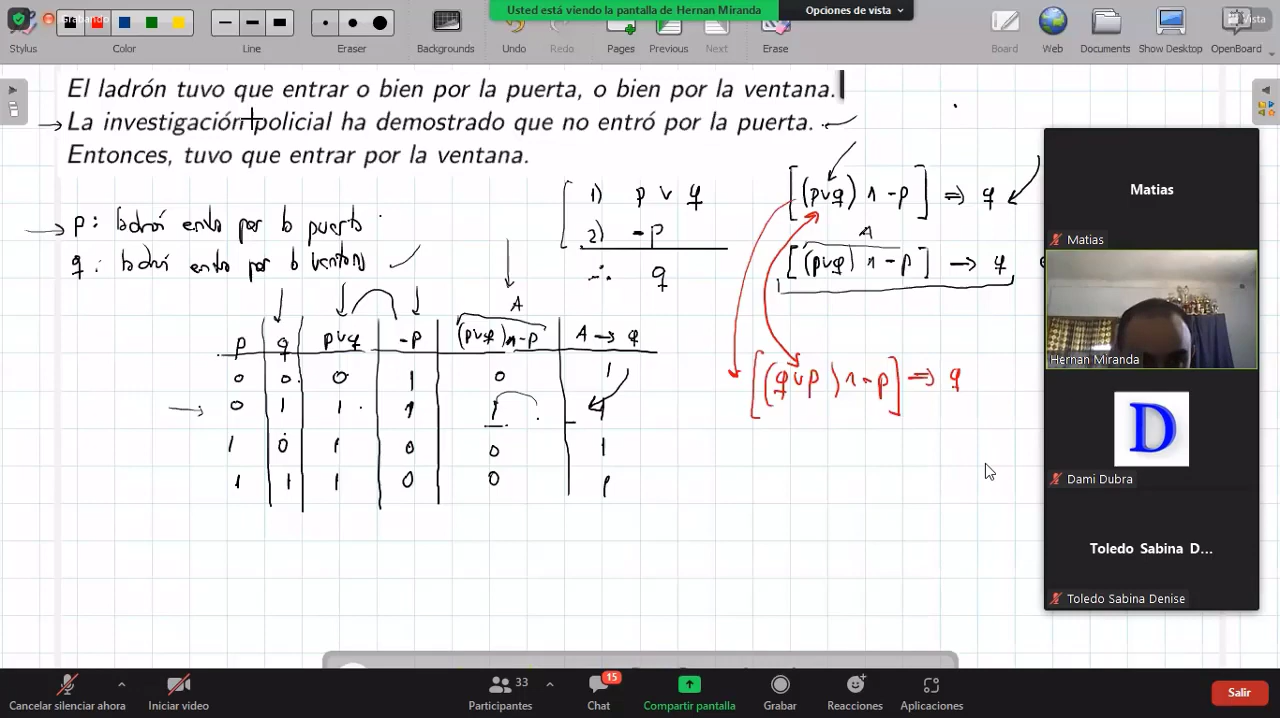 Grabando
Usted está viendo la pantalla de Hernan Miranda
Opciones de vista
Vista
Stylus
Color
Line
Eraser
Backgrounds
Undo
Redo
Pages
Previous
Next
Erase
Board
Web
Documents
Show Desktop
OpenBoard
El ladrón tuvo que entrar o bien por la puerta, o bien por la ventana.
La investigación policial ha demostrado que no entró por la puerta.
Entonces, tuvo que entrar por la ventana.
p: ladrón entro por la puerta.
q: ladrón entro por la ventana
1) p ∨ q
2) -p
∴ q
[(p∨q) ∧ -p] ⇒ q
A
[(p∨q) ∧ -p] → q
[(q∨p) ∧ -p] ⇒ q
A
p q p∨q -p (p∨q)∧-p A → q
0 0 0 1 0 1
0 1 1 1 1 1
1 0 1 0 0 1
1 1 1 0 0 1
Matias
Matias
Hernan Miranda
D
Dami Dubra
Toledo Sabina D...
Toledo Sabina Denise
Cancelar silenciar ahora
Iniciar video
33
Participantes
15
Chat
Compartir pantalla
Grabar
Reacciones
Aplicaciones
Salir